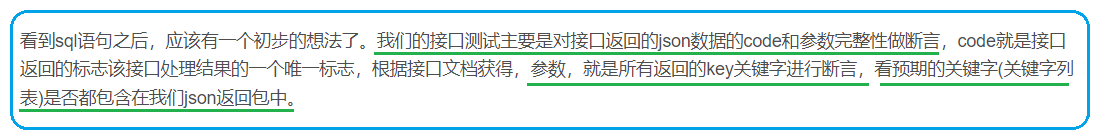 看到sql语句之后，应该有一个初步的想法了。我们的接口测试主要是对接口返回的json数据的code和参数完整性做断言，code就是接口
返回的标志该接口处理结果的一个唯一标志，根据接口文档获得，参数，就是所有返回的key关键字进行断言，看预期的关键字(关键字列
表)是否都包含在我们json返回包中。